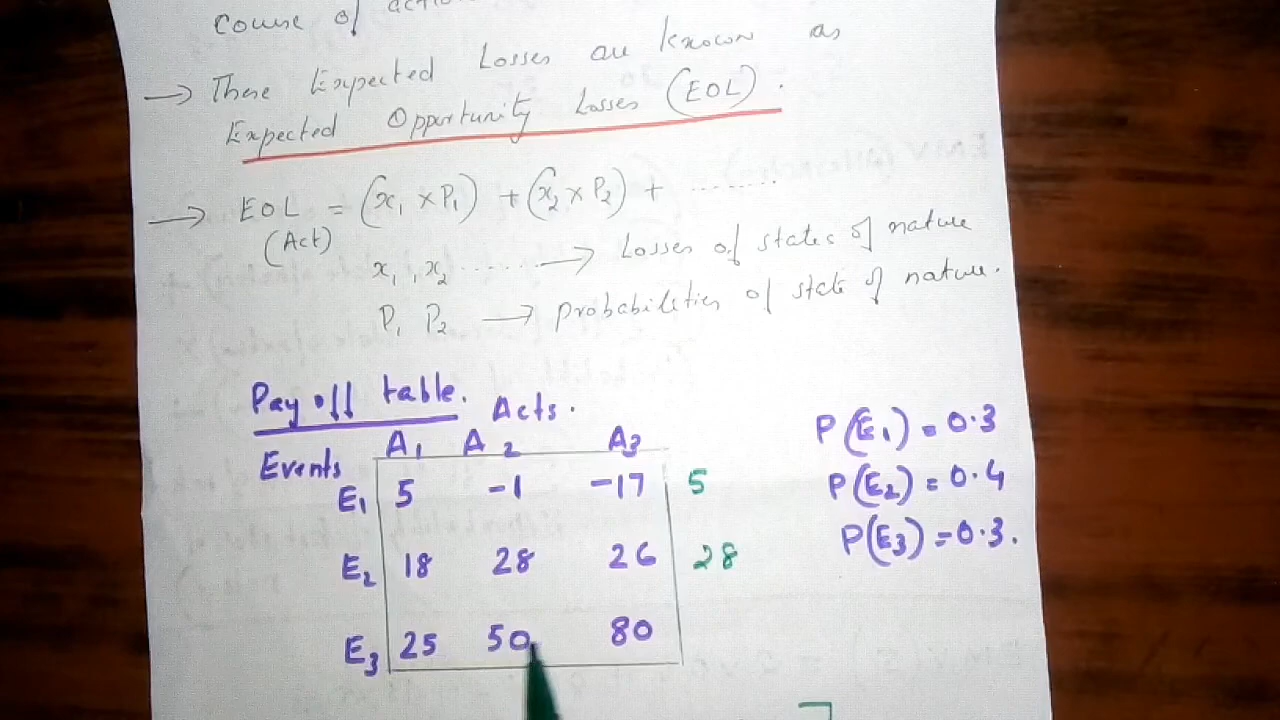 Course of
→ These Expected Losses are known as
Expected Opportunity Losses (EOL).
→ EOL = (x₁ × P₁) + (x₂ × P₂) + ........
(Act)
x₁, x₂ ......→ Losses of states of nature
P₁ P₂ → probabilities of state of nature.
Pay off table. Acts.
Events A₁ A₂ A₃
E₁ 5 -1 -17 5
E₂ 18 28 26 28
E₃ 25 50 80
P(E₁) = 0.3
P(E₂) = 0.4
P(E₃) = 0.3.